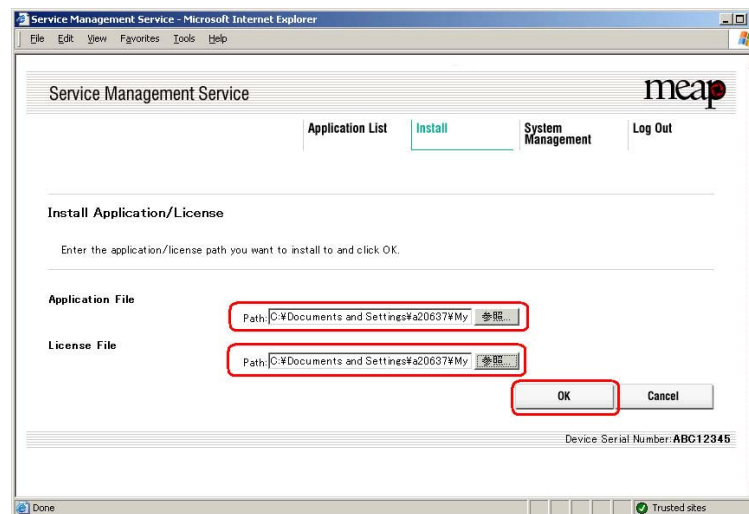 Service Management Service - Microsoft Internet Explorer
File Edit View Favorites Tools Help
Service Management Service
meap
Application List Install System Management Log Out
Install Application/License
Enter the application/license path you want to install to and click OK.
Application File
Path: C:¥Documents and Settings¥a20637¥My 参照...
License File
Path: C:¥Documents and Settings¥a20637¥My 参照...
OK Cancel
Device Serial Number: ABC12345
Done Trusted sites